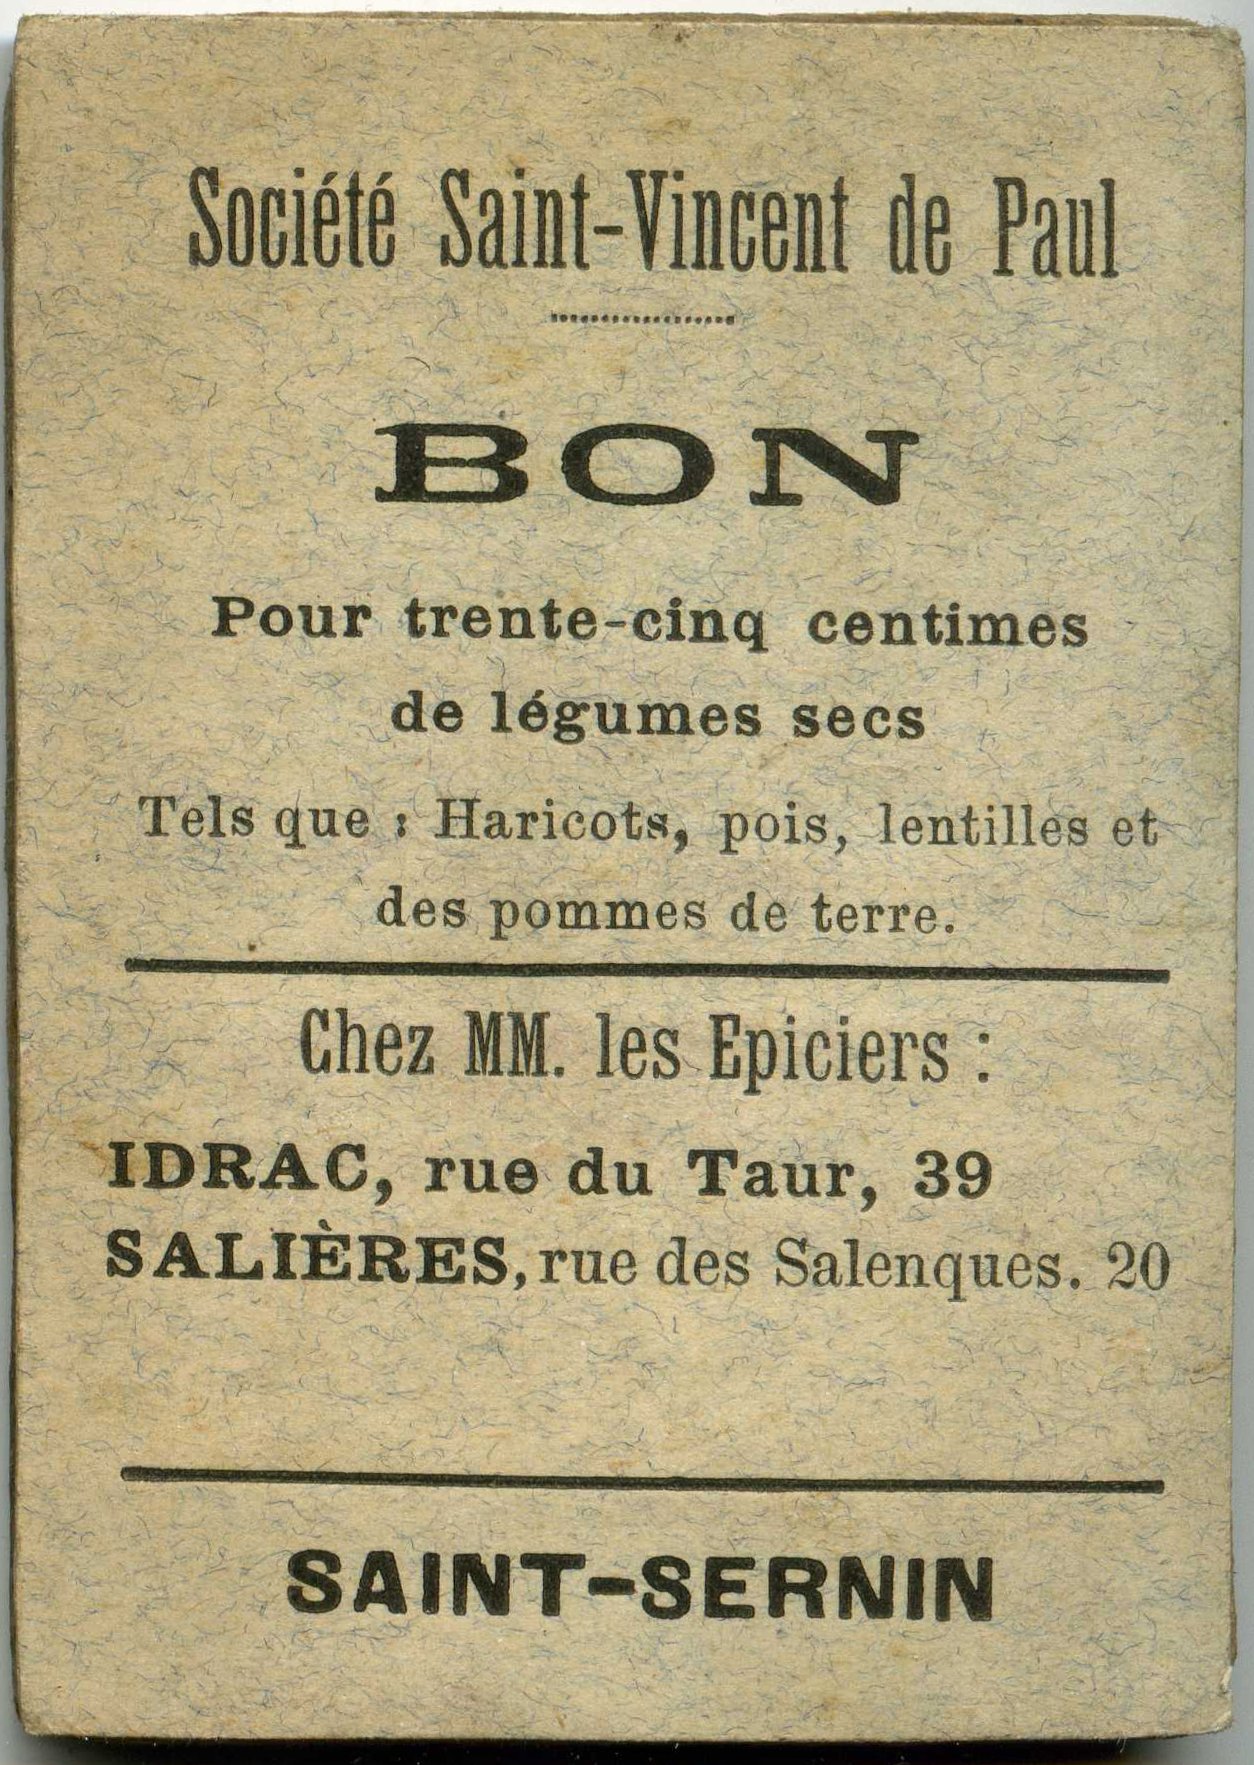 Société Saint-Vincent de Paul
BON
Pour trente-cinq centimes
de légumes secs
Tels que : Haricots, pois, lentilles et
des pommes de terre.
Chez MM. les Epiciers :
IDRAC, rue du Taur, 39
SALIÈRES, rue des Salenques. 20
SAINT-SERNIN